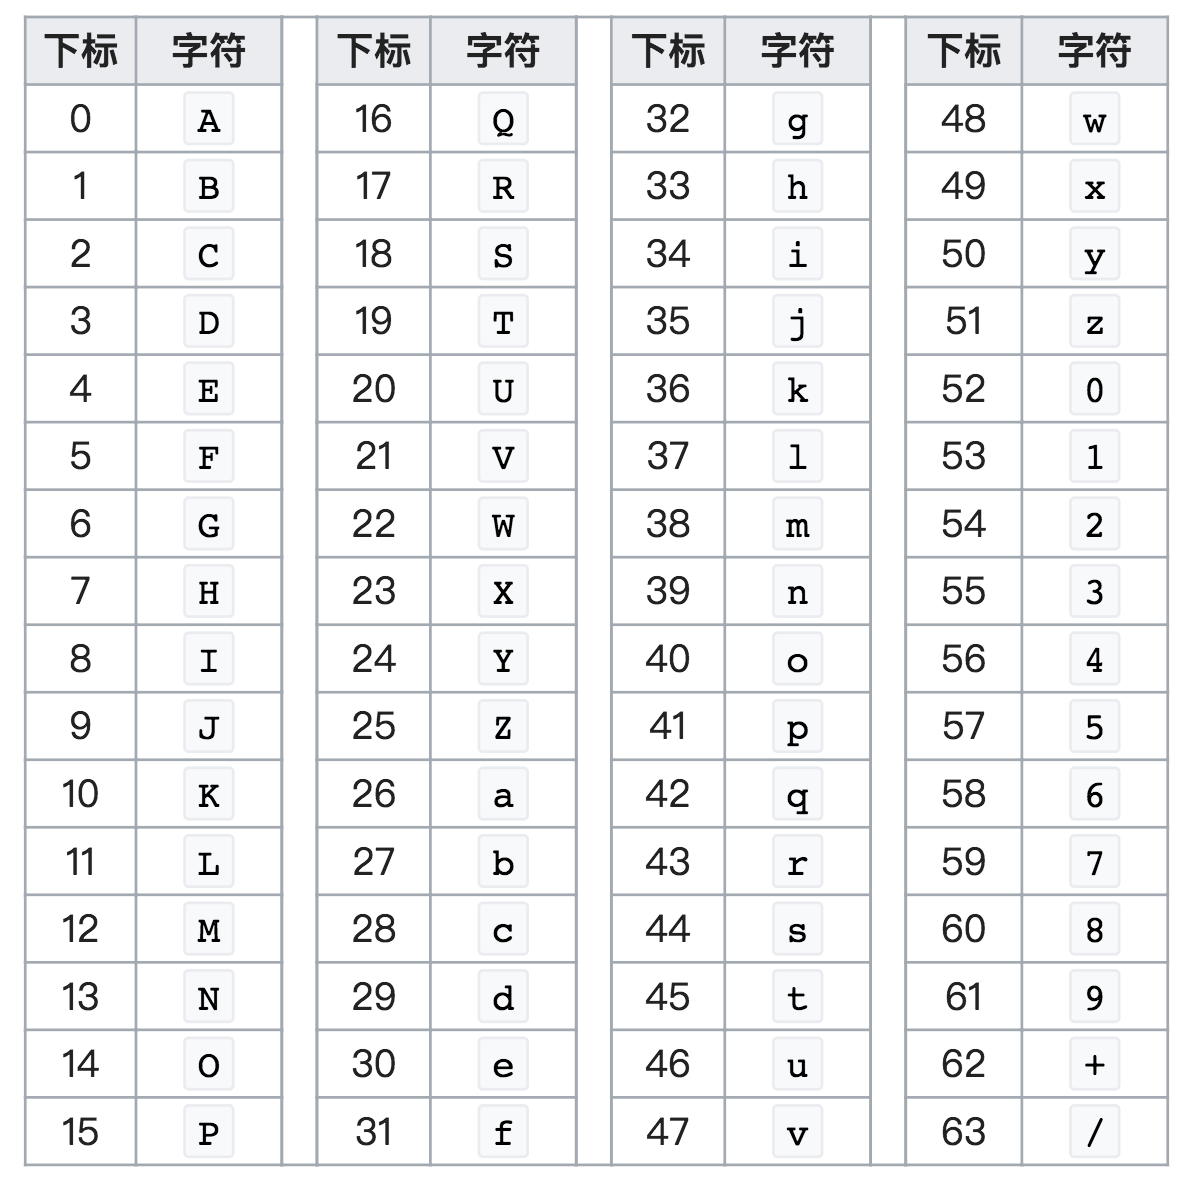 下标 字符 下标 字符 下标 字符 下标 字符
0 A 16 Q 32 g 48 w
1 B 17 R 33 h 49 x
2 C 18 S 34 i 50 y
3 D 19 T 35 j 51 z
4 E 20 U 36 k 52 0
5 F 21 V 37 l 53 1
6 G 22 W 38 m 54 2
7 H 23 X 39 n 55 3
8 I 24 Y 40 o 56 4
9 J 25 Z 41 p 57 5
10 K 26 a 42 q 58 6
11 L 27 b 43 r 59 7
12 M 28 c 44 s 60 8
13 N 29 d 45 t 61 9
14 O 30 e 46 u 62 +
15 P 31 f 47 v 63 /